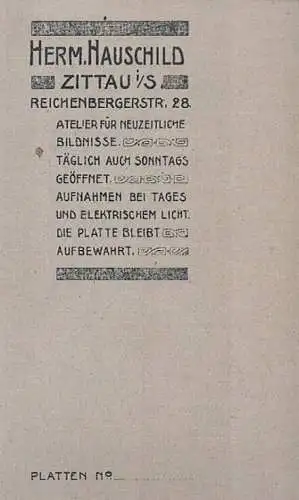 HERM. HAUSCHILD
ZITTAU i/S
REICHENBERGERSTR. 28.
ATELIER FÜR NEUZEITLICHE
BILDNISSE.
TÄGLICH AUCH SONNTAGS
GEÖFFNET.
AUFNAHMEN BEI TAGES
UND ELEKTRISCHEM LICHT.
DIE PLATTE BLEIBT
AUFBEWAHRT.
PLATTEN No